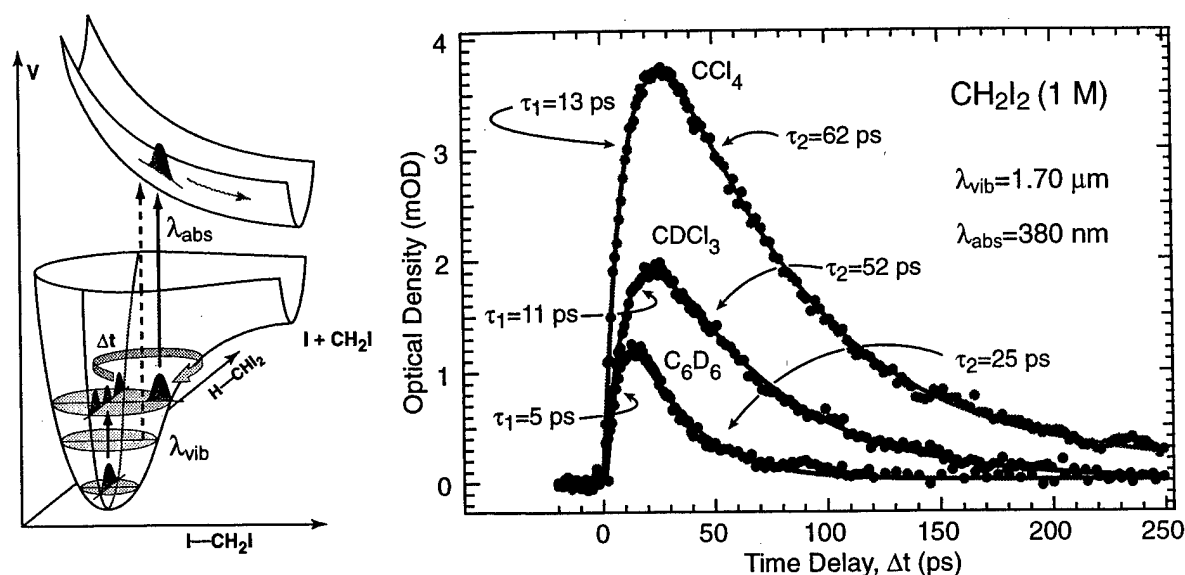 V
λabs
I + CH2I
Δt
H—CHI2
λvib
I—CH2I
4
3
2
1
0
Optical Density (mOD)
CCl4
τ1=13 ps
τ2=62 ps
CH2I2 (1 M)
λvib=1.70 μm
λabs=380 nm
CDCl3
τ2=52 ps
τ1=11 ps
C6D6
τ2=25 ps
τ1=5 ps
0 50 100 150 200 250
Time Delay, Δt (ps)